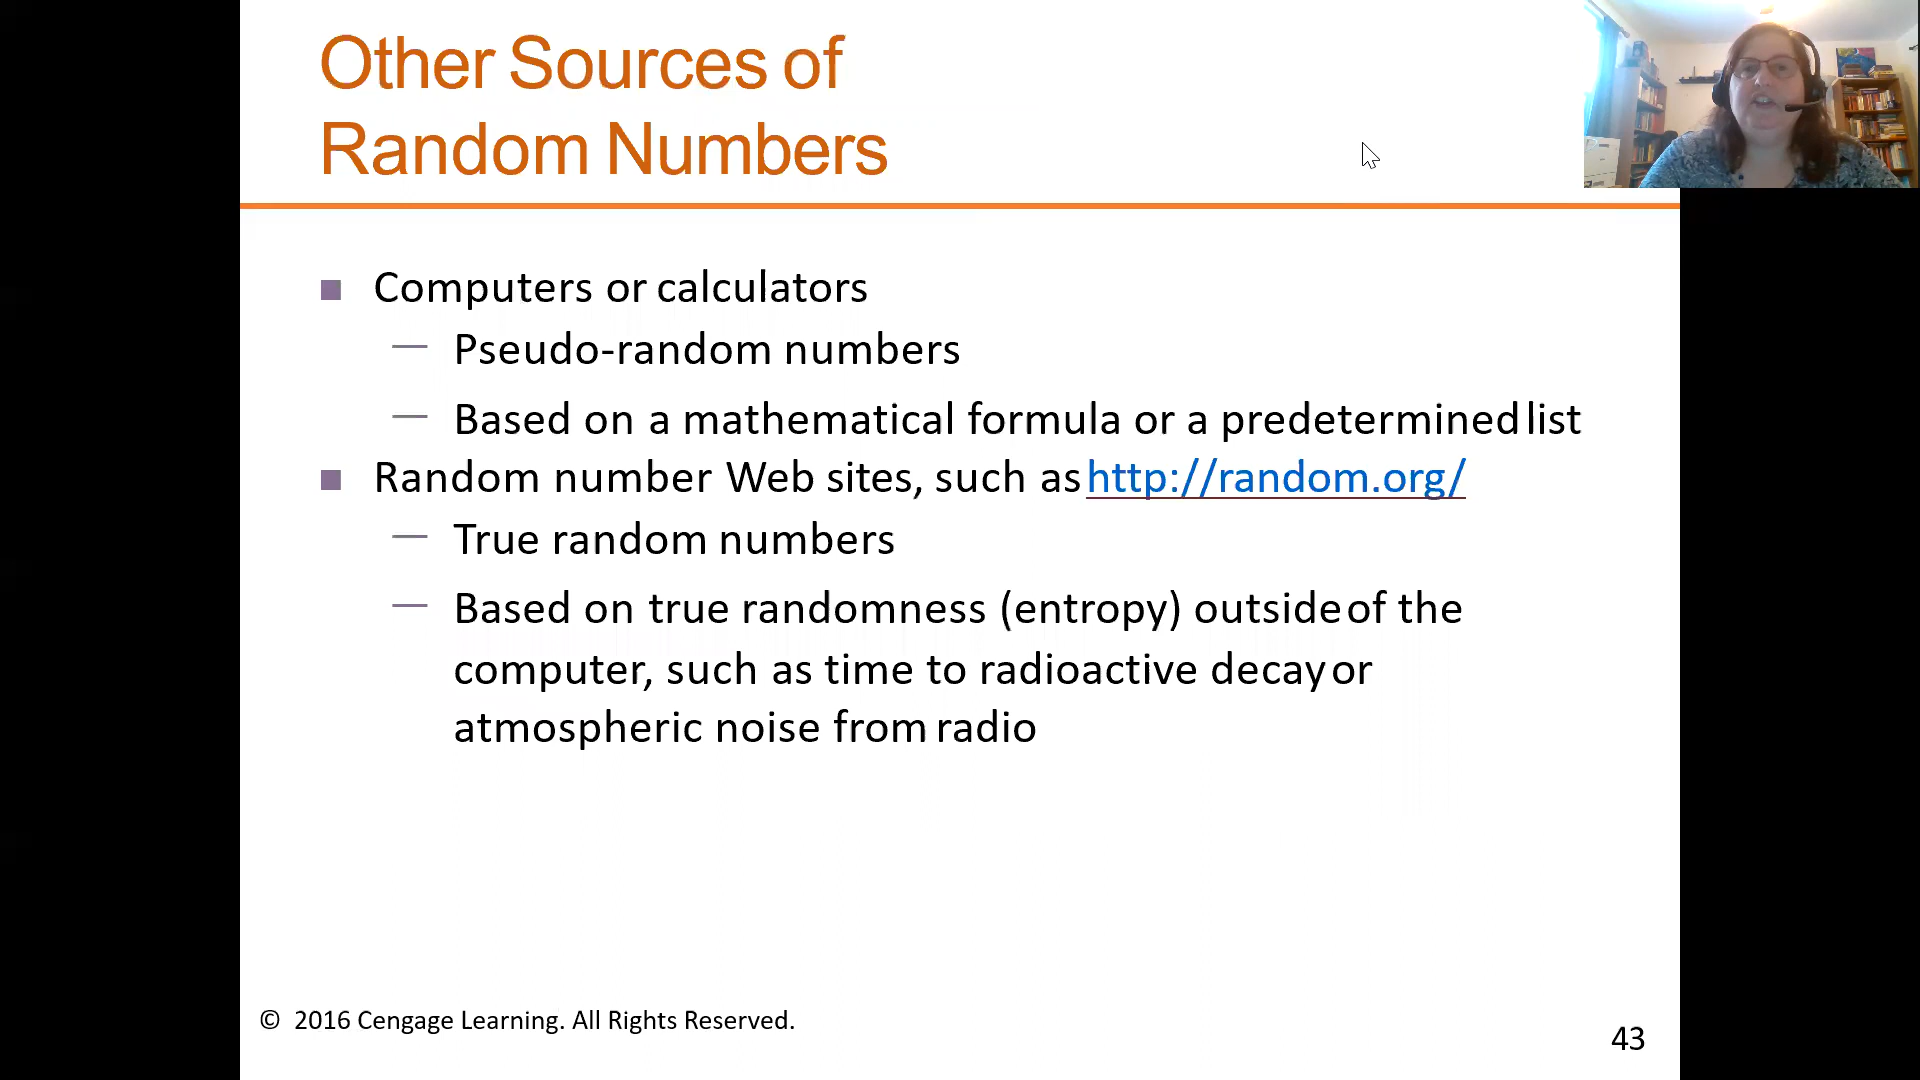 Other Sources of
Random Numbers
Computers or calculators
Pseudo-random numbers
Based on a mathematical formula or a predetermined list
Random number Web sites, such as http://random.org/
True random numbers
Based on true randomness (entropy) outside of the
computer, such as time to radioactive decay or
atmospheric noise from radio
© 2016 Cengage Learning. All Rights Reserved.
43